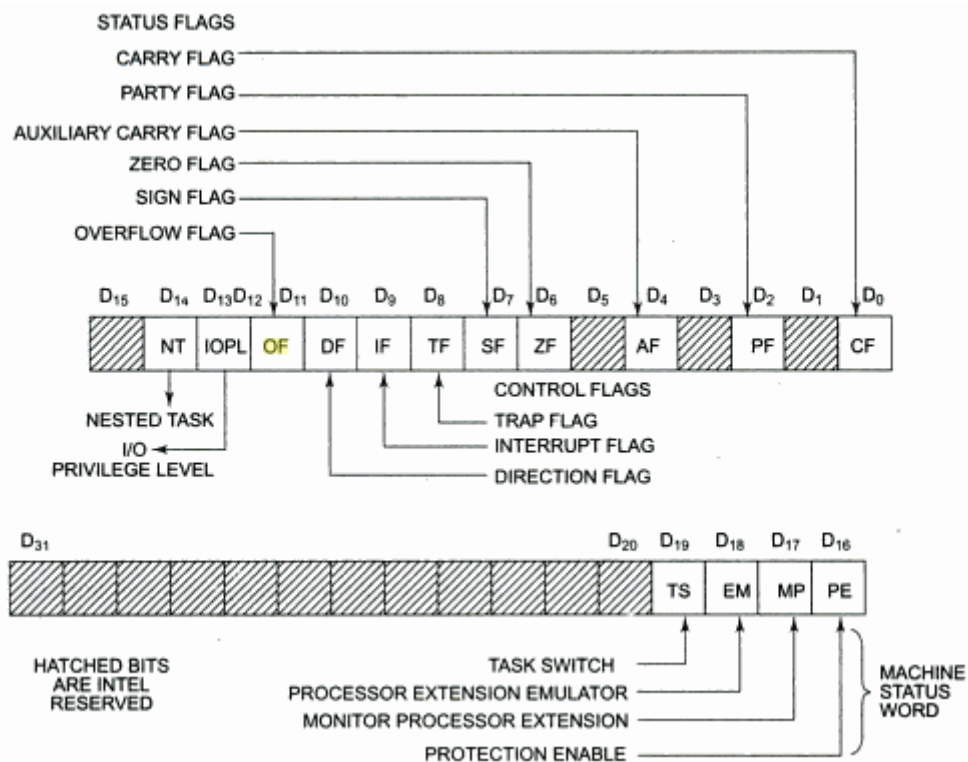 STATUS FLAGS
CARRY FLAG
PARTY FLAG
AUXILIARY CARRY FLAG
ZERO FLAG
SIGN FLAG
OVERFLOW FLAG
D15 D14 D13D12 D11 D10 D9 D8 D7 D6 D5 D4 D3 D2 D1 D0
NT IOPL OF DF IF TF SF ZF AF PF CF
CONTROL FLAGS
NESTED TASK
TRAP FLAG
I/O
INTERRUPT FLAG
PRIVILEGE LEVEL
DIRECTION FLAG
D31 D20 D19 D18 D17 D16
TS EM MP PE
HATCHED BITS
ARE INTEL
RESERVED
TASK SWITCH
PROCESSOR EXTENSION EMULATOR
MONITOR PROCESSOR EXTENSION
PROTECTION ENABLE
MACHINE
STATUS
WORD